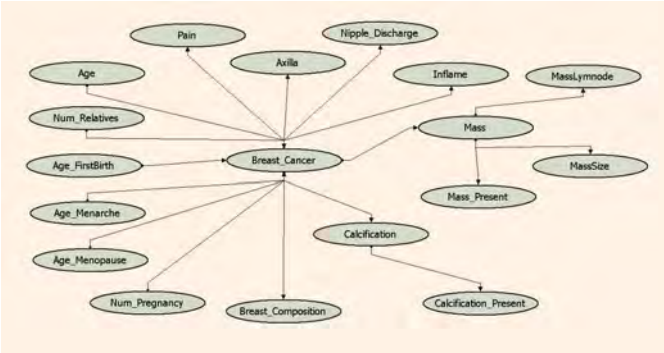 Nipple_Discharge
Pain
Axilla
Age
Inflame
MassLymnode
Num_Relatives
Mass
Age_FirstBirth
Breast_Cancer
MassSize
Mass_Present
Age_Menarche
Calcification
Age_Menopause
Num_Pregnancy
Breast_Composition
Calcification_Present